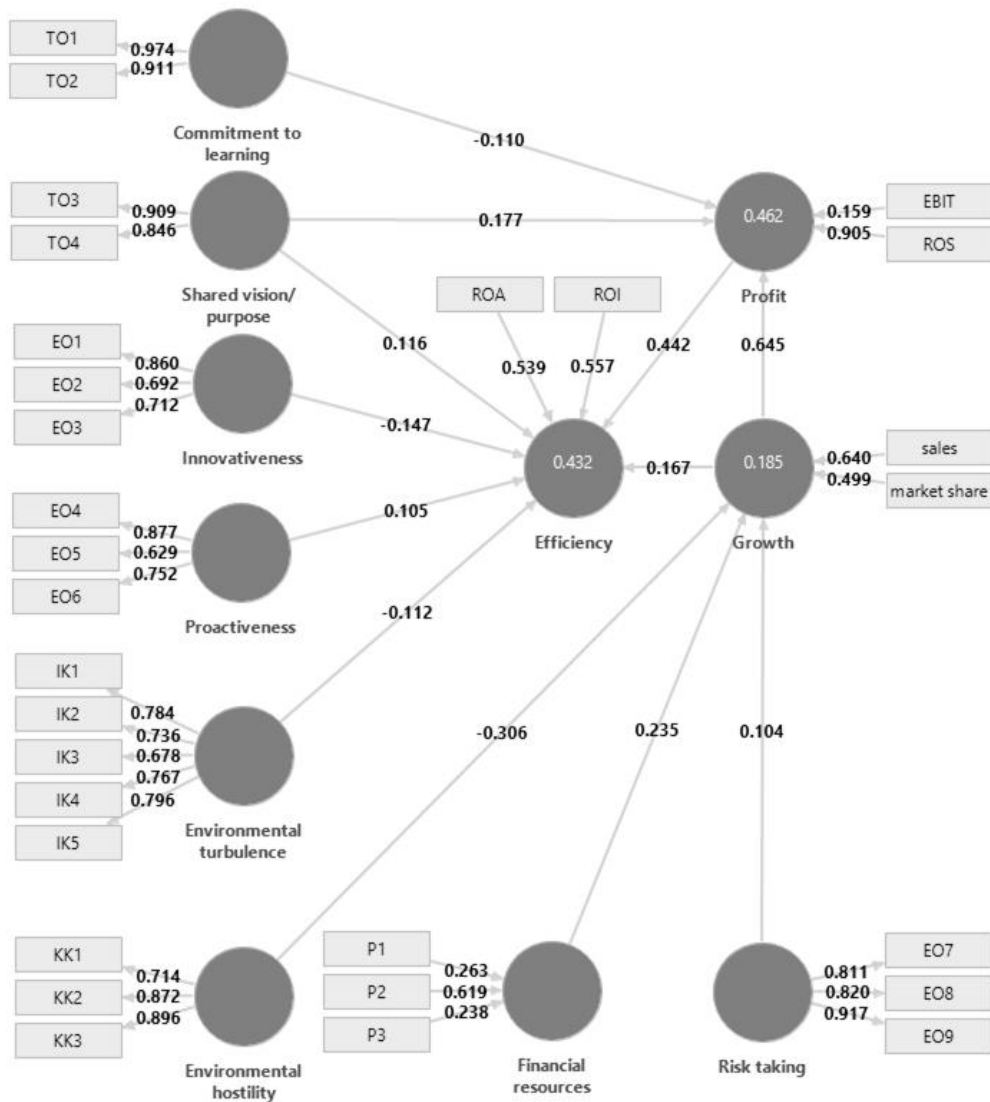 TO1
0.974
TO2
0.911
Commitment to
learning
-0.110
TO3
0.909
TO4
0.846
Shared vision/
purpose
0.177
0.116
0.462
Profit
EBIT
0.159
ROS
0.905
ROA
ROI
0.539
0.557
0.442
0.645
EO1
0.860
EO2
0.692
EO3
0.712
Innovativeness
-0.147
0.432
Efficiency
0.167
0.185
Growth
sales
0.640
market share
0.499
EO4
0.877
EO5
0.629
EO6
0.752
Proactiveness
0.105
-0.112
IK1
0.784
IK2
0.736
IK3
0.678
IK4
0.767
IK5
0.796
Environmental
turbulence
-0.306
0.235
0.104
KK1
0.714
KK2
0.872
KK3
0.896
Environmental
hostility
P1
0.263
P2
0.619
P3
0.238
Financial
resources
Risk taking
EO7
0.811
EO8
0.820
EO9
0.917